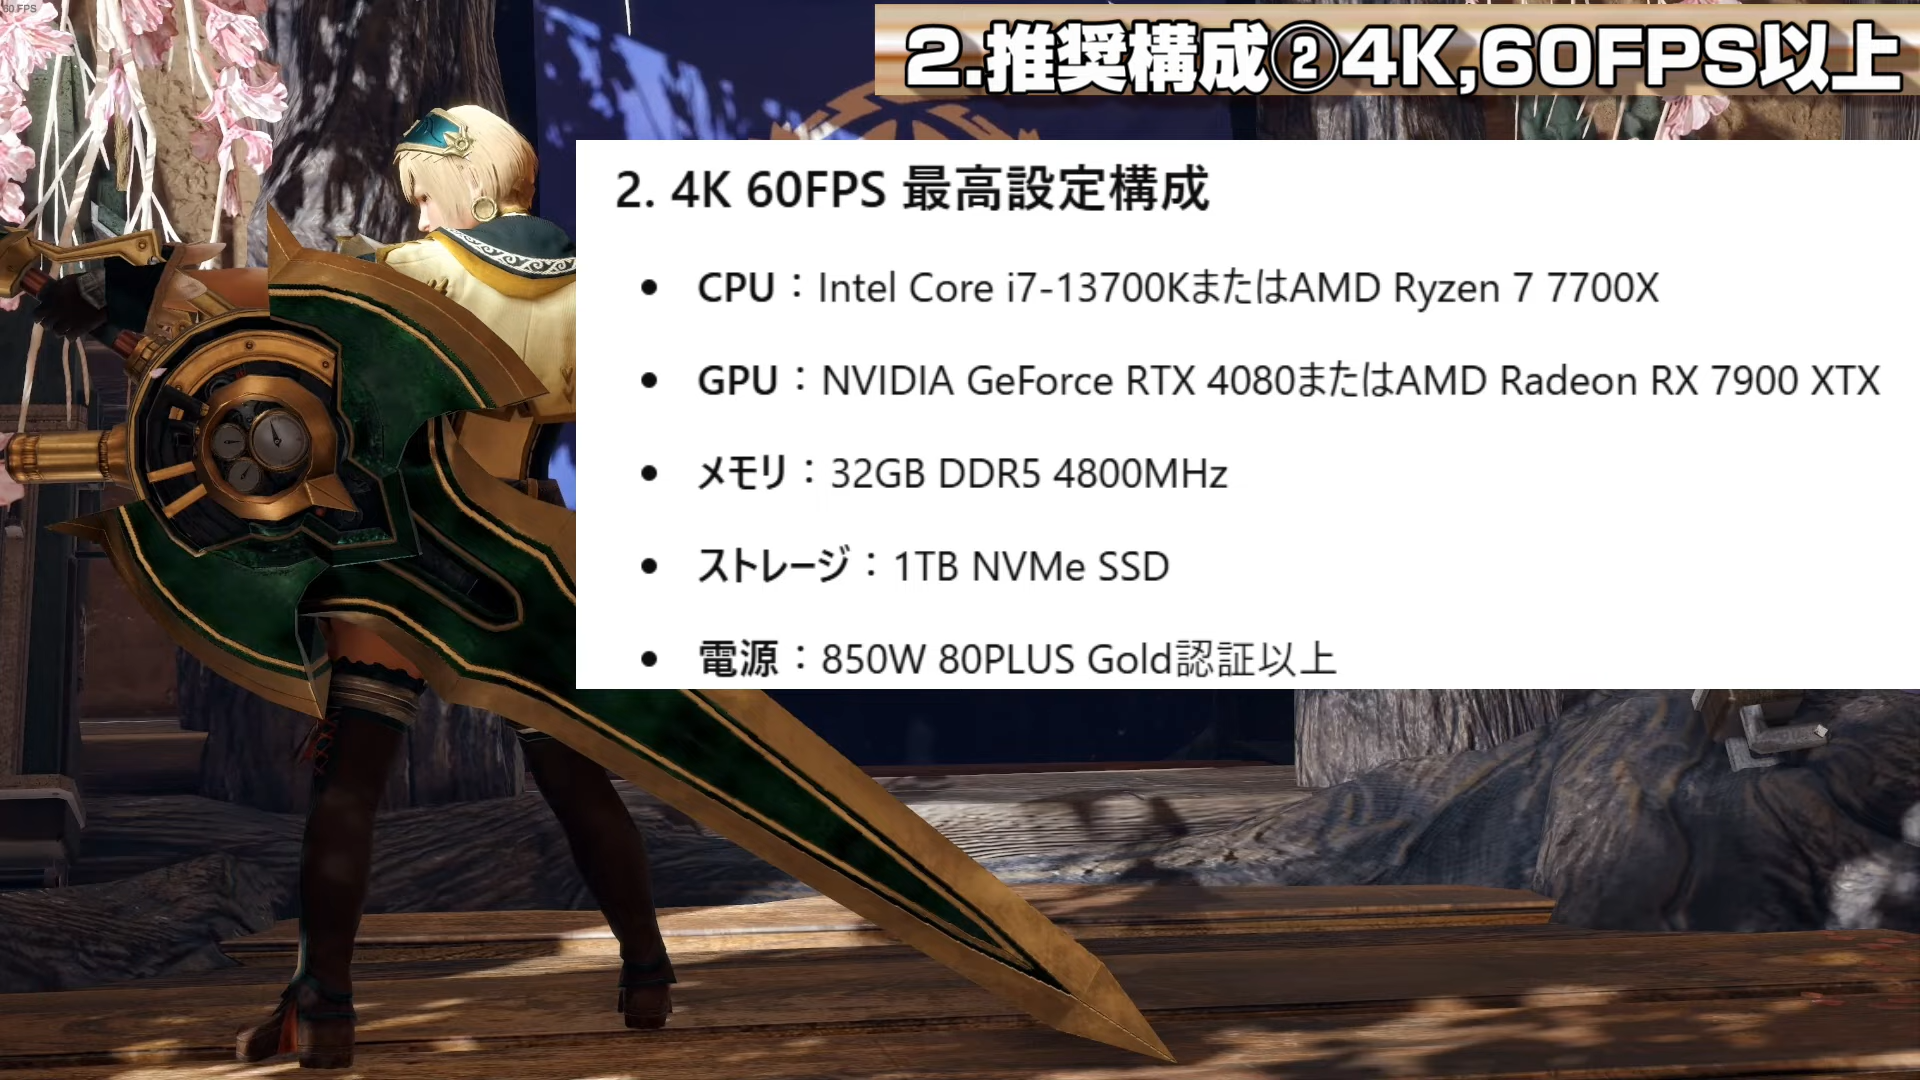 60 FPS
2.推奨構成②4K,60FPS以上
2. 4K 60FPS 最高設定構成
• CPU：Intel Core i7-13700KまたはAMD Ryzen 7 7700X
• GPU：NVIDIA GeForce RTX 4080またはAMD Radeon RX 7900 XTX
• メモリ：32GB DDR5 4800MHz
• ストレージ：1TB NVMe SSD
• 電源：850W 80PLUS Gold認証以上